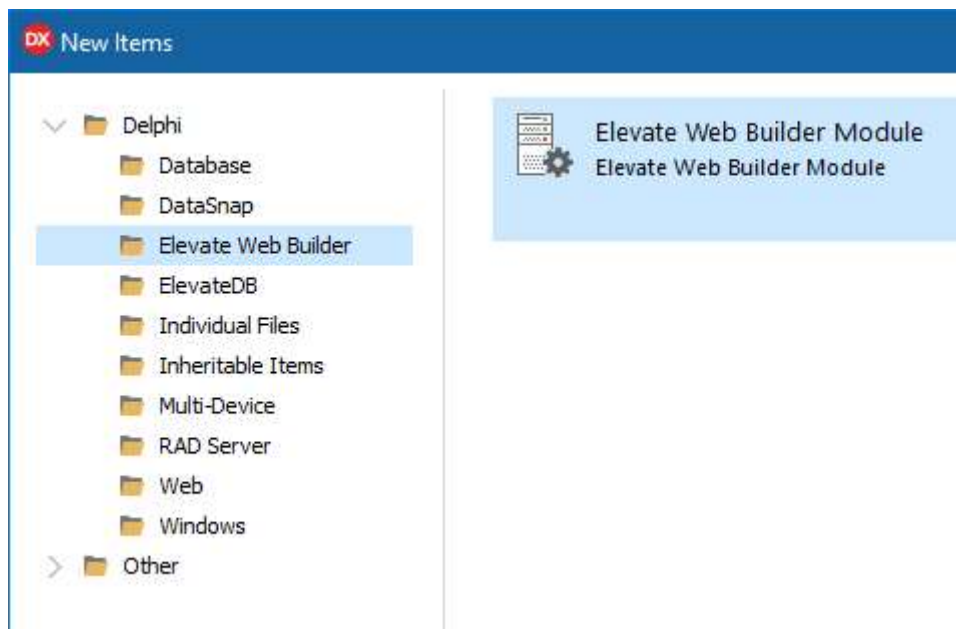 DX New Items
Delphi
Database
DataSnap
Elevate Web Builder
ElevateDB
Individual Files
Inheritable Items
Multi-Device
RAD Server
Web
Windows
Other
Elevate Web Builder Module
Elevate Web Builder Module